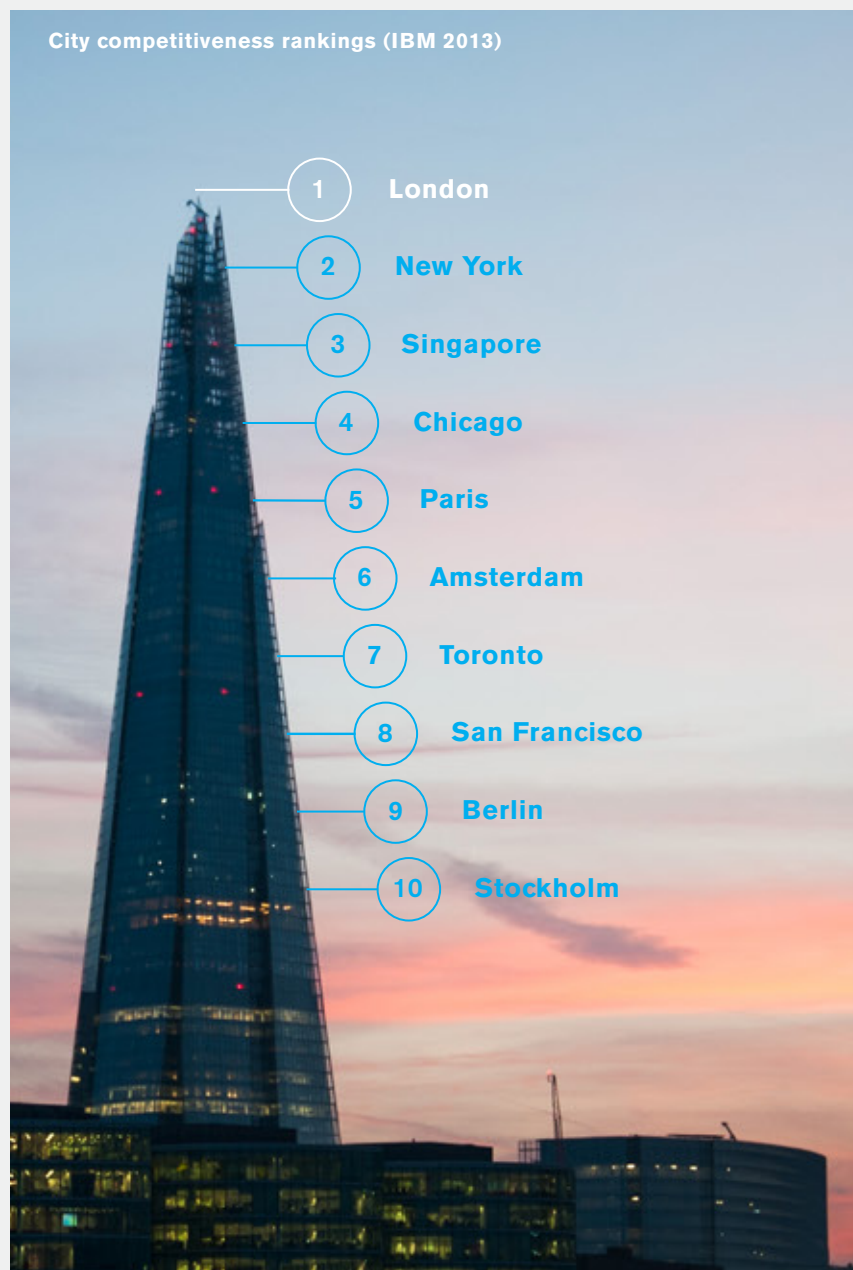 City competitiveness rankings (IBM 2013)
1 London
2 New York
3 Singapore
4 Chicago
5 Paris
6 Amsterdam
7 Toronto
8 San Francisco
9 Berlin
10 Stockholm